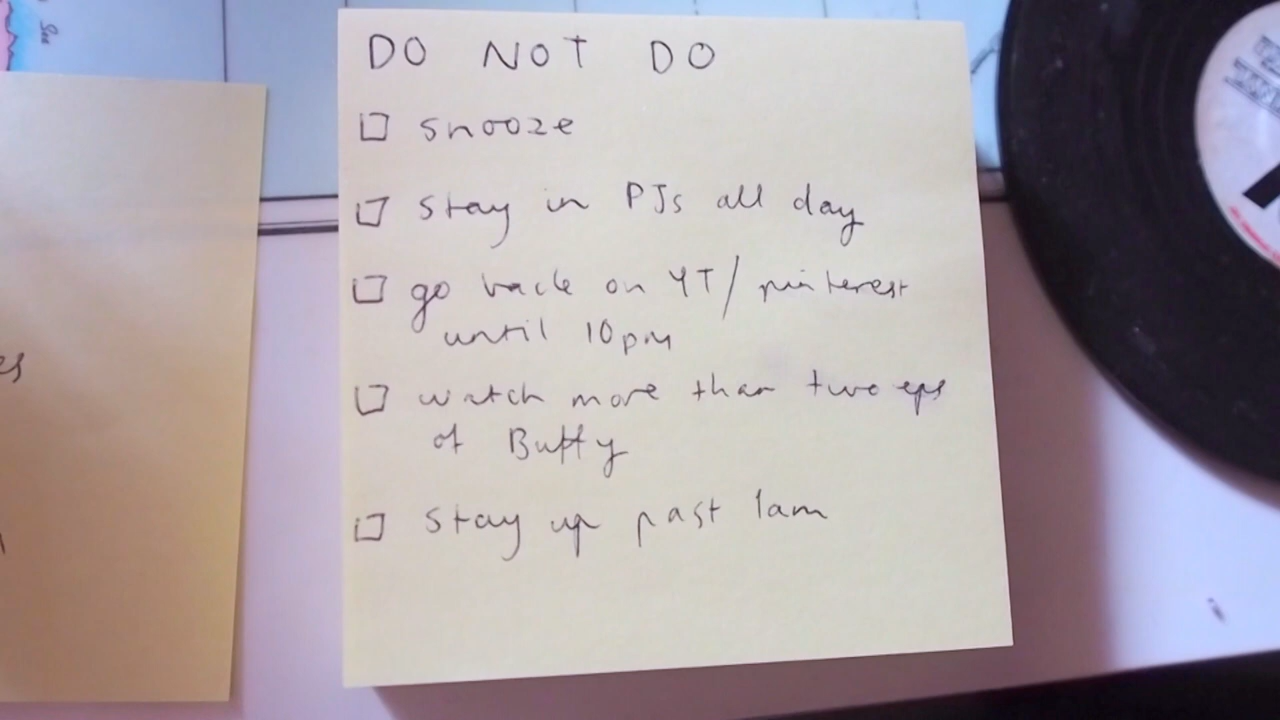 DO NOT DO
snooze
stay in PJs all day
go back on YT/pinterest
until 10pm
watch more than two eps
of Buffy
stay up past 1am